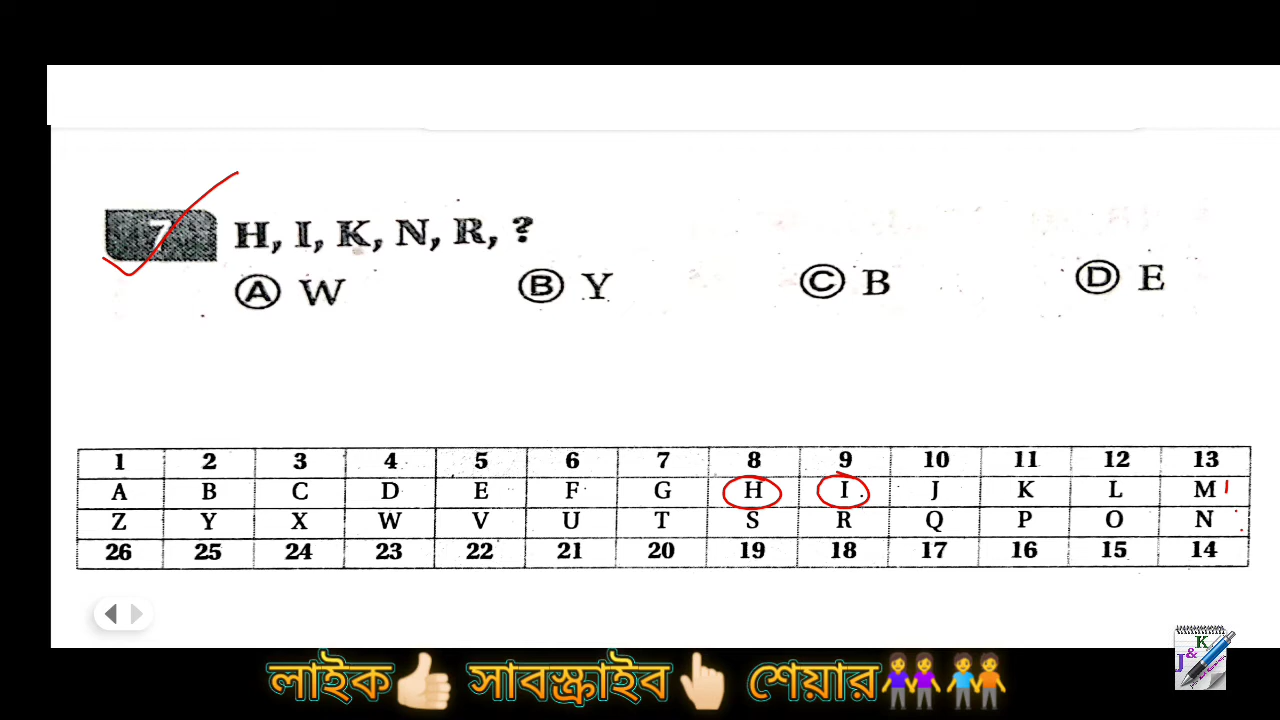 7 H, I, K, N, R, ?
Ⓐ W Ⓑ Y Ⓒ B Ⓓ E
1 2 3 4 5 6 7 8 9 10 11 12 13
A B C D E F G H I J K L M
Z Y X W V U T S R Q P O N
26 25 24 23 22 21 20 19 18 17 16 15 14
K
J &
লাইক👍🏻 সাবস্ক্রাইব👆🏻 শেয়ার👭👫